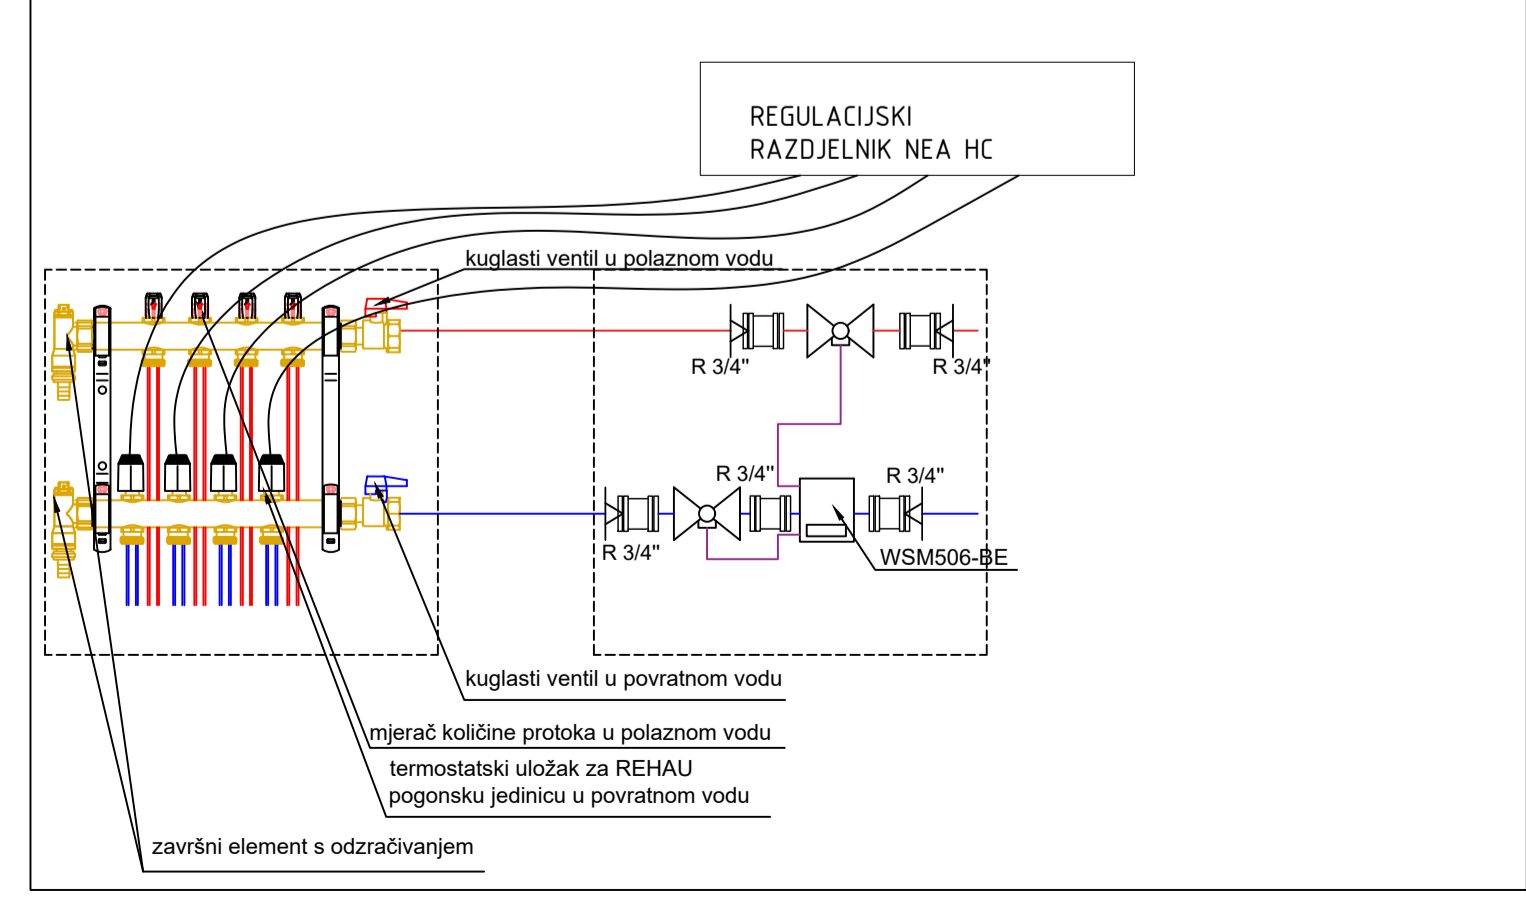 REGULACIJSKI
RAZDJELNIK NEA HC
kuglasti ventil u polaznom vodu
R 3/4"
R 3/4"
R 3/4"
R 3/4"
R 3/4"
WSM506-BE
kuglasti ventil u povratnom vodu
mjerač količine protoka u polaznom vodu
termostatski uložak za REHAU
pogonsku jedinicu u povratnom vodu
završni element s odzračivanjem